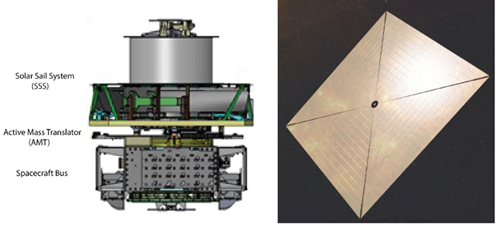 Solar Sail System
(SSS)
Active Mass Translator
(AMT)
Spacecraft Bus